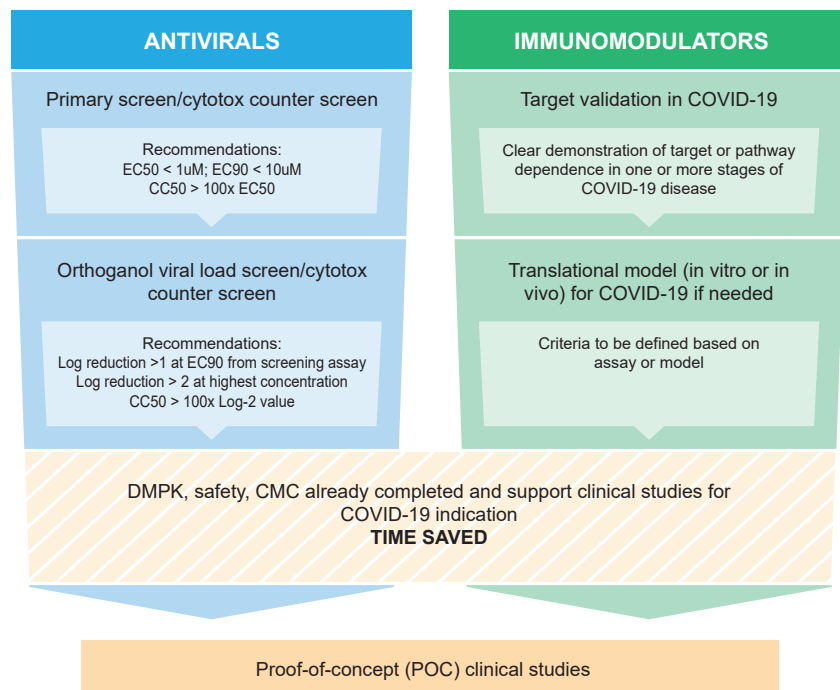 ANTIVIRALS
Primary screen/cytotox counter screen
Recommendations:
EC50 < 1uM; EC90 < 10uM
CC50 > 100x EC50
Orthoganol viral load screen/cytotox
counter screen
Recommendations:
Log reduction >1 at EC90 from screening assay
Log reduction > 2 at highest concentration
CC50 > 100x Log-2 value
IMMUNOMODULATORS
Target validation in COVID-19
Clear demonstration of target or pathway
dependence in one or more stages of
COVID-19 disease
Translational model (in vitro or in
vivo) for COVID-19 if needed
Criteria to be defined based on
assay or model
DMPK, safety, CMC already completed and support clinical studies for
COVID-19 indication
TIME SAVED
Proof-of-concept (POC) clinical studies